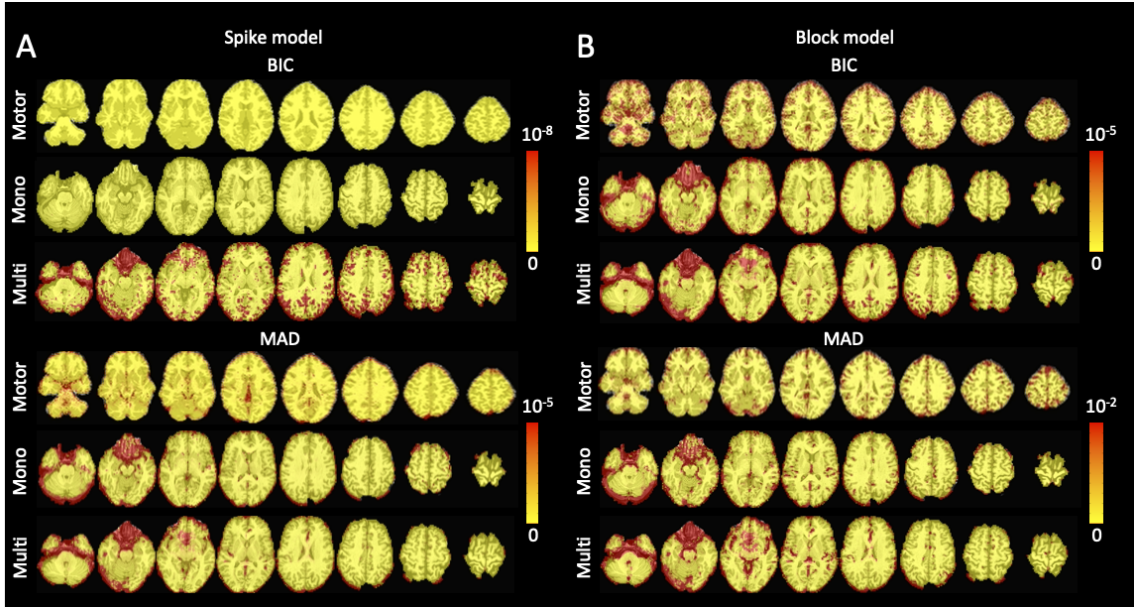 A
Spike model
BIC
Motor
Mono
Multi
10-8
0
MAD
Motor
Mono
Multi
10-5
0
B
Block model
BIC
Motor
Mono
Multi
10-5
0
MAD
Motor
Mono
Multi
10-2
0